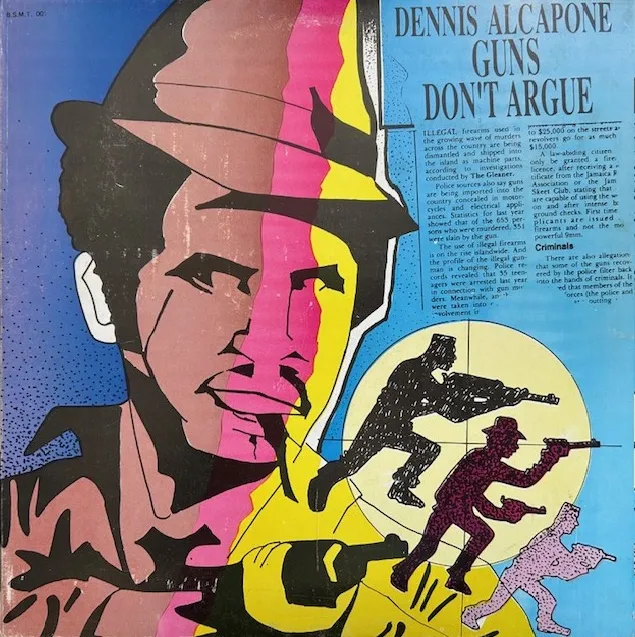 B.S.M.T. 00
DENNIS ALCAPONE
GUNS
DON'T ARGUE
ILLEGAL firearms used in
the growing wave of murders
across the country are being
dismantled and shipped into
the island as machine parts,
according to investigations
conducted by The Gleaner.
Police sources also say guns
are being imported into the
country concealed in motor-
cycles and electrical appl-
ances. Statistics for last year
showed that of the 653 per-
sons who were murdered, 351
were slain by the gun.
The use of illegal firearms
is on the rise islandwide. And
the profile of the illegal gun-
man is changing. Police re-
cords revealed that 35 teen-
agers were arrested last year
in connection with gun mur-
ders. Meanwhile,
were taken into
involvement
to $25,000 on the streets
revolvers go for as much
$15,000
A law-abiding citizen
only be granted a
licence, after receiving a
tificate from the Jamaica
Association or the Jam
Skeet Club, stating that
are capable of using the
on and after intense
ground checks. First time
plicants are issued
firearms and not the
powerful 9mm.
Criminals
There are also allegation
that some of the guns
ered by the police filter back
into the hands of criminals.
ed that members of the
forces (the police and
outting